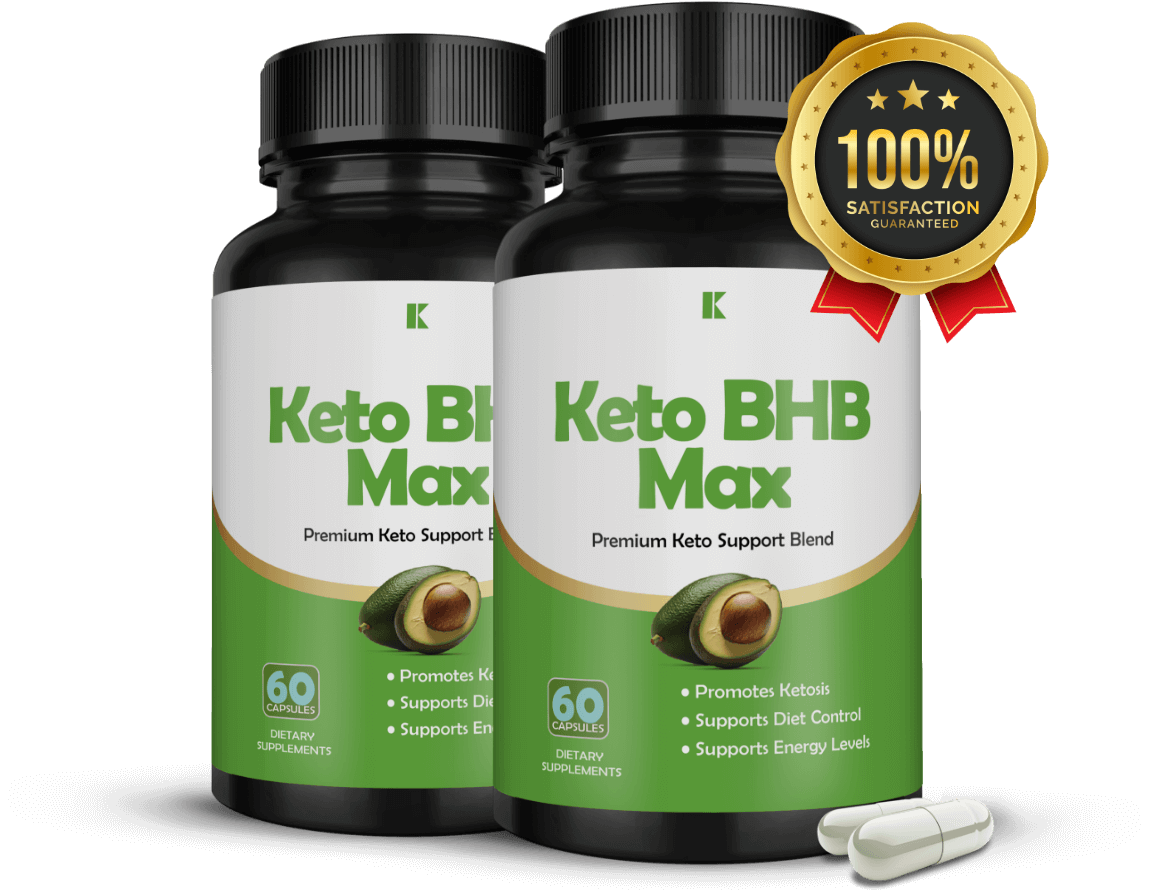 K
Keto BH
Max
Premium Keto Support
60
CAPSULES
DIETARY
SUPPLEMENTS
• Promotes Ke
• Supports Die
• Supports En
K
Keto BHB
Max
Premium Keto Support Blend
60
CAPSULES
DIETARY
SUPPLEMENTS
• Promotes Ketosis
• Supports Diet Control
• Supports Energy Levels
100%
SATISFACTION
GUARANTEED